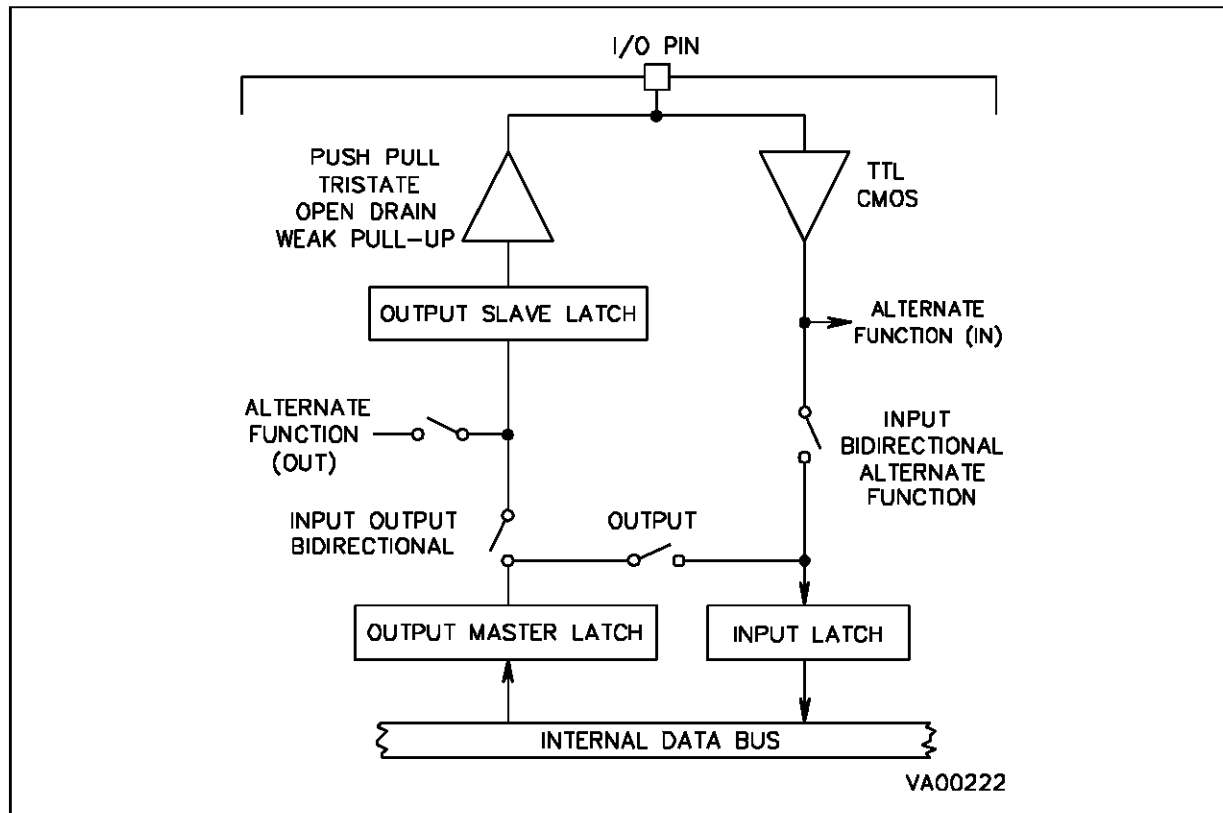 I/O PIN
PUSH PULL
TRISTATE
OPEN DRAIN
WEAK PULL-UP
TTL
CMOS
OUTPUT SLAVE LATCH
ALTERNATE
FUNCTION (IN)
ALTERNATE
FUNCTION
(OUT)
INPUT
BIDIRECTIONAL
ALTERNATE
FUNCTION
INPUT OUTPUT
BIDIRECTIONAL
OUTPUT
OUTPUT MASTER LATCH
INPUT LATCH
INTERNAL DATA BUS
VA00222